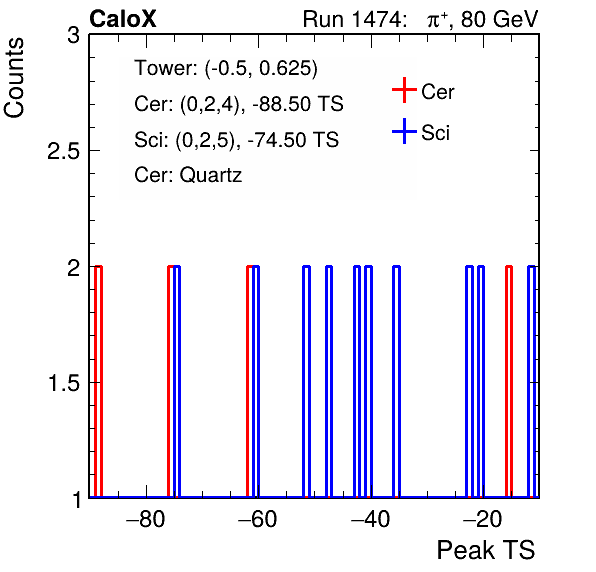 CaloX Run 1474: π⁺, 80 GeV
Counts
3
2.5
2
1.5
1
Tower: (-0.5, 0.625)
Cer: (0,2,4), -88.50 TS
Sci: (0,2,5), -74.50 TS
Cer: Quartz
Cer
Sci
−80 −60 −40 −20
Peak TS